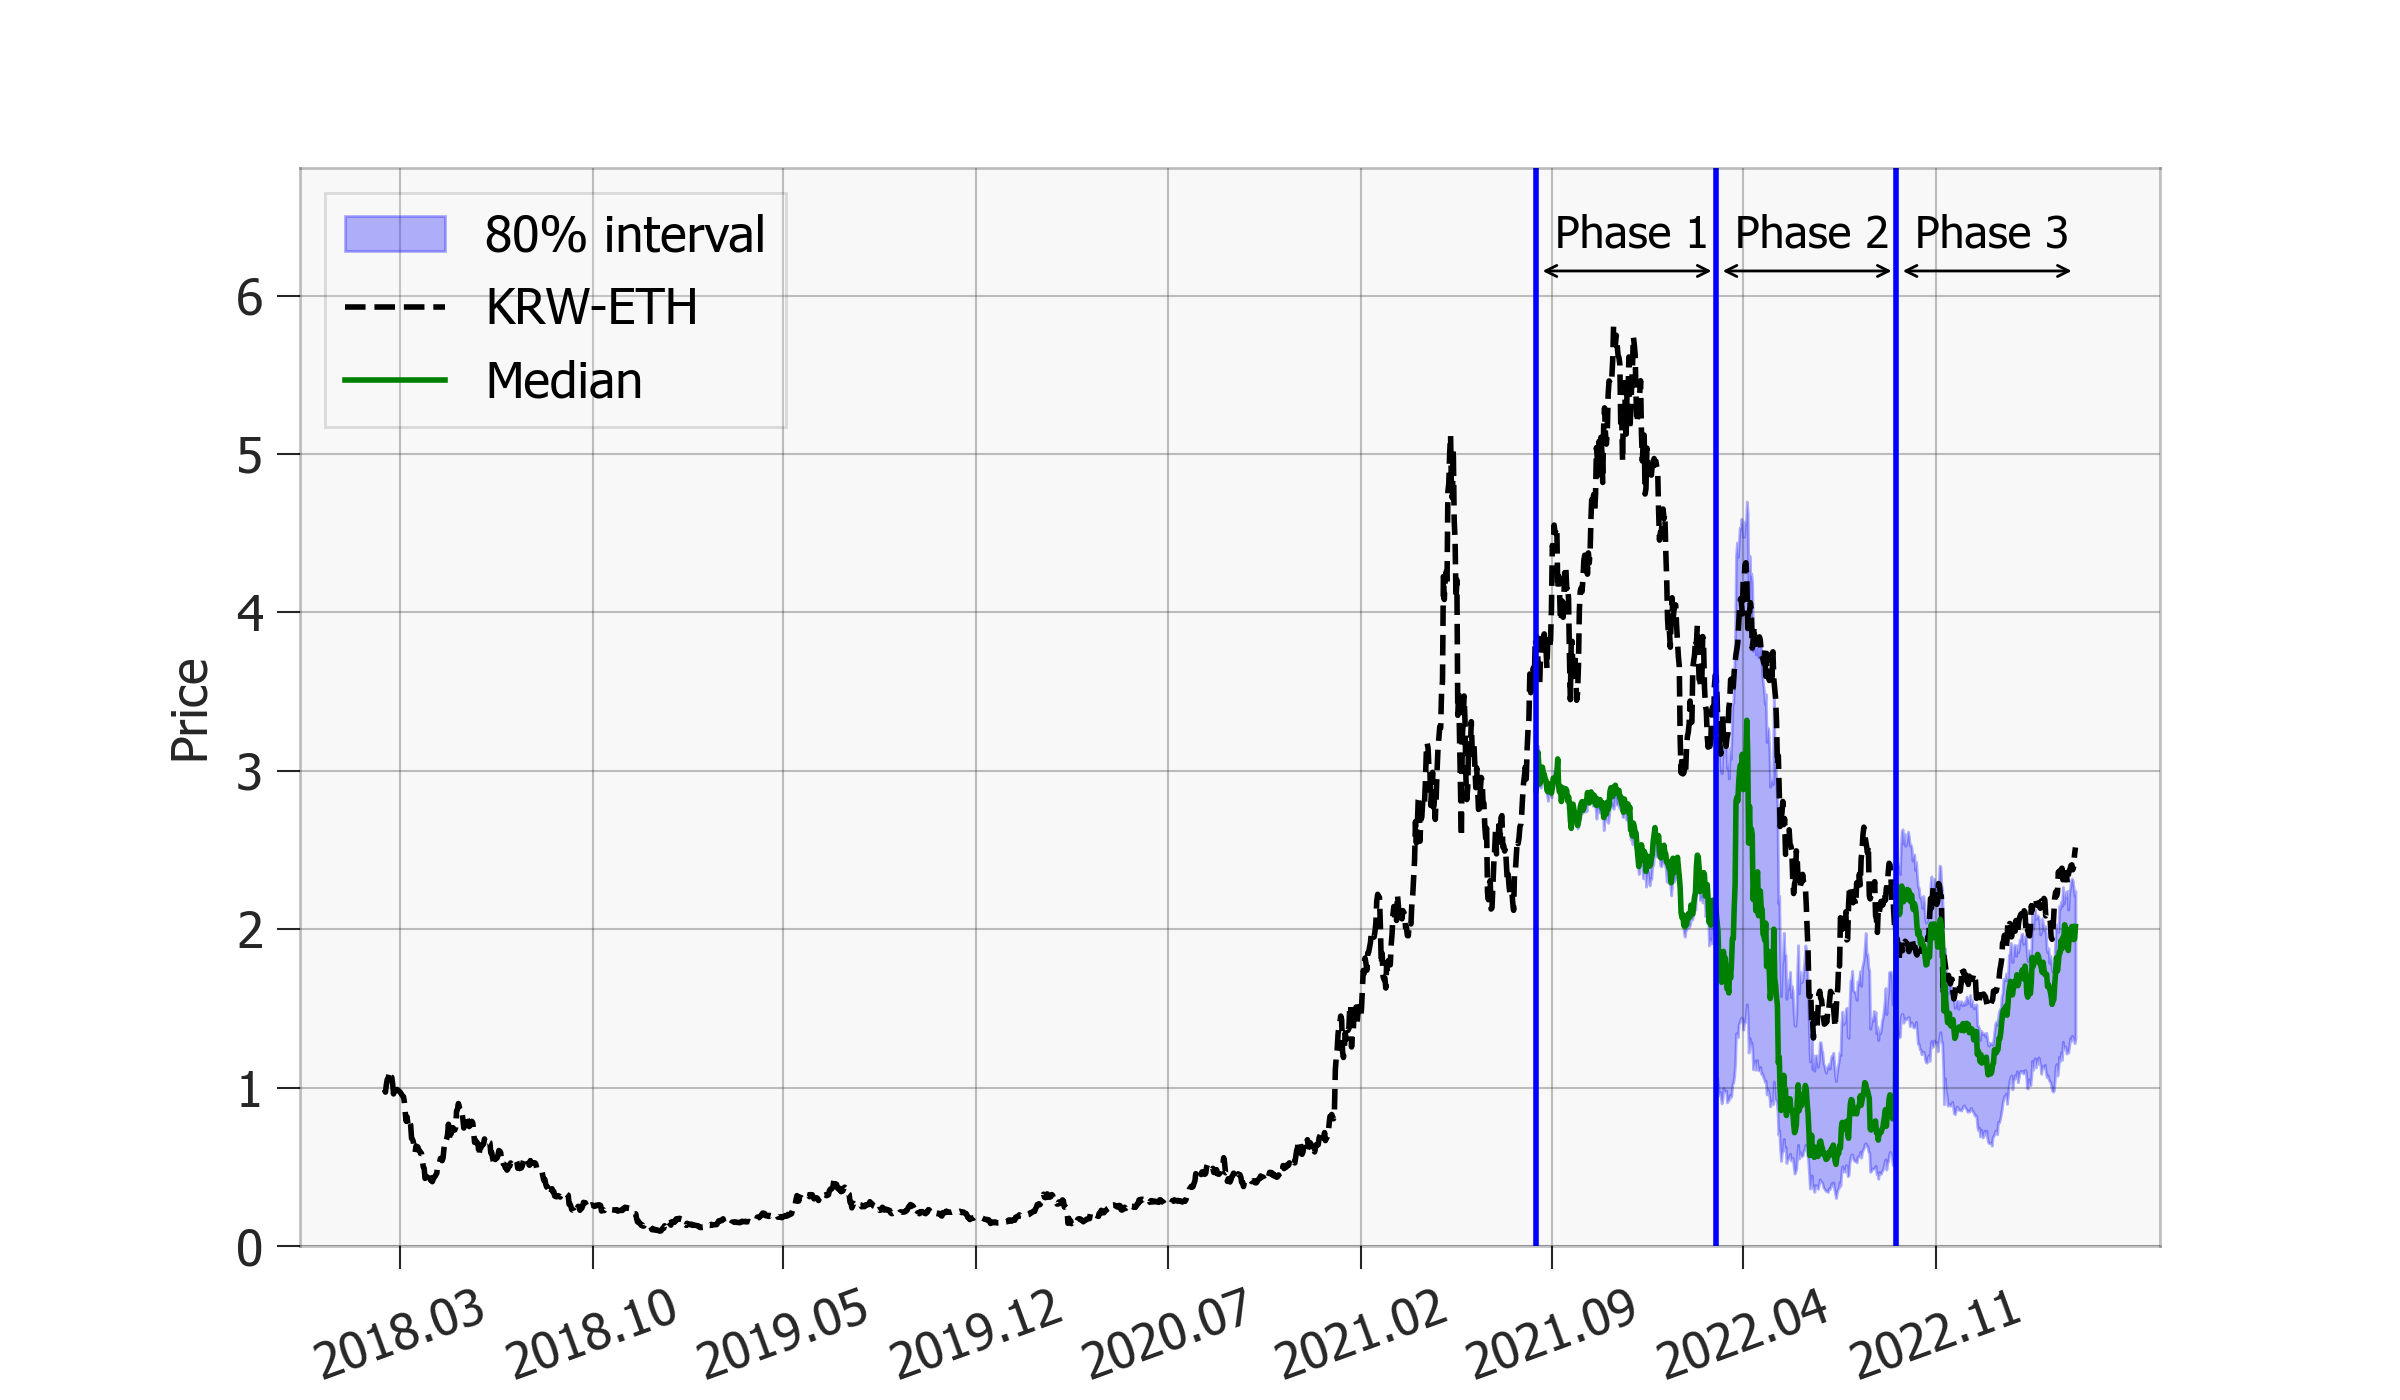 80% interval
KRW-ETH
Median
Phase 1
Phase 2
Phase 3
Price
6
5
4
3
2
1
0
2018.03
2018.10
2019.05
2019.12
2020.07
2021.02
2021.09
2022.04
2022.11